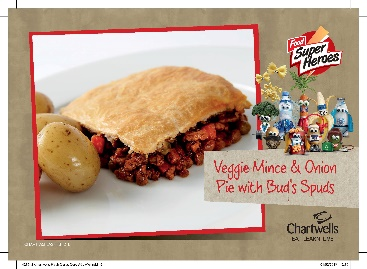 Food
Super
Heroes
Veggie Mince & Onion
Pie with Bud's Spuds
Chartwells
EAT LEARN LIVE